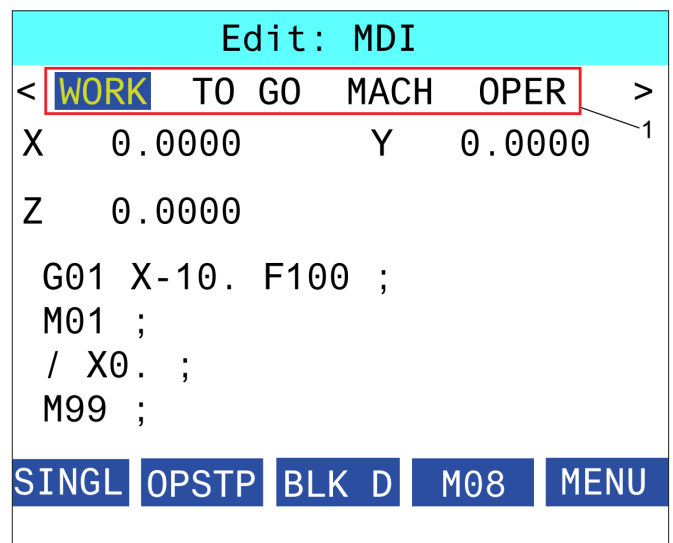 Edit: MDI
< WORK TO GO MACH OPER >
1
X 0.0000 Y 0.0000
Z 0.0000
G01 X-10. F100 ;
M01 ;
/ X0. ;
M99 ;
SINGL OPSTP BLK D M08 MENU